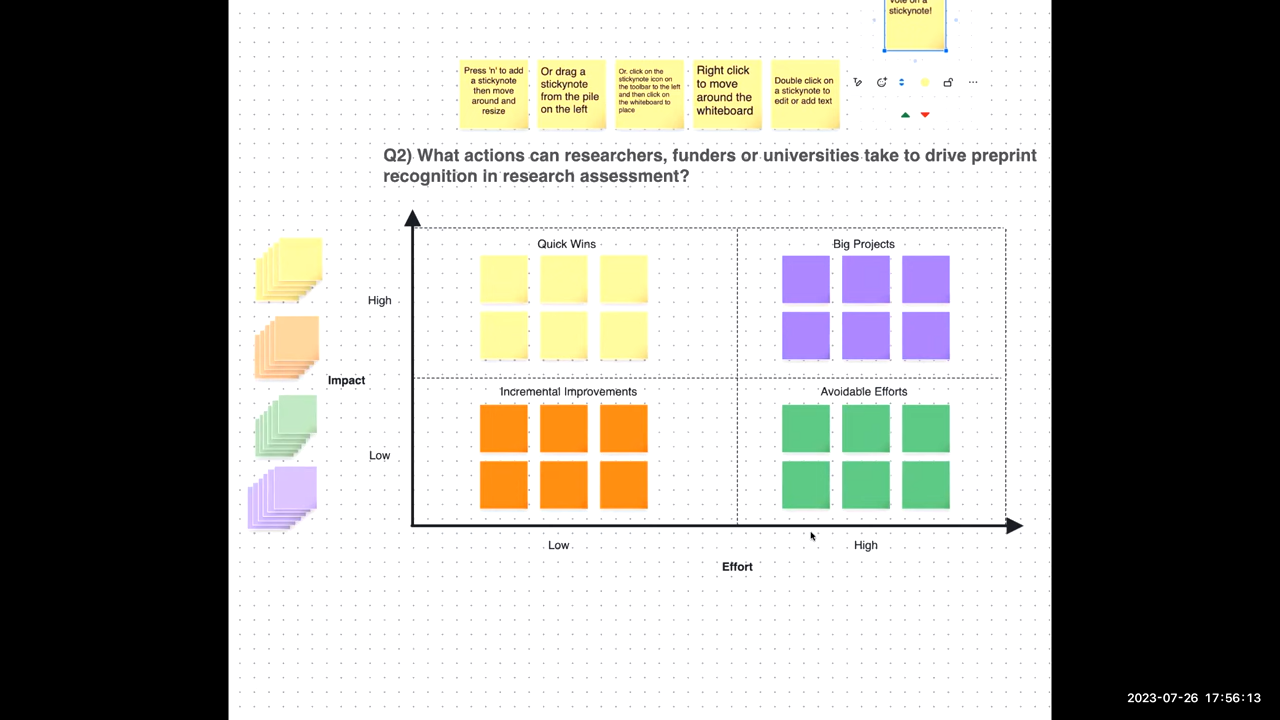 vote on a
stickynote!
Press 'n' to add
a stickynote
then move
around and
resize
Or drag a
stickynote
from the pile
on the left
Or, click on the
stickynote icon on
the toolbar to the left
and then click on
the whiteboard to
place
Right click
to move
around the
whiteboard
Double click on
a stickynote to
edit or add text
Q2) What actions can researchers, funders or universities take to drive preprint
recognition in research assessment?
Quick Wins
Big Projects
High
Impact
Incremental Improvements
Avoidable Efforts
Low
Low
High
Effort
2023-07-26 17:56:13